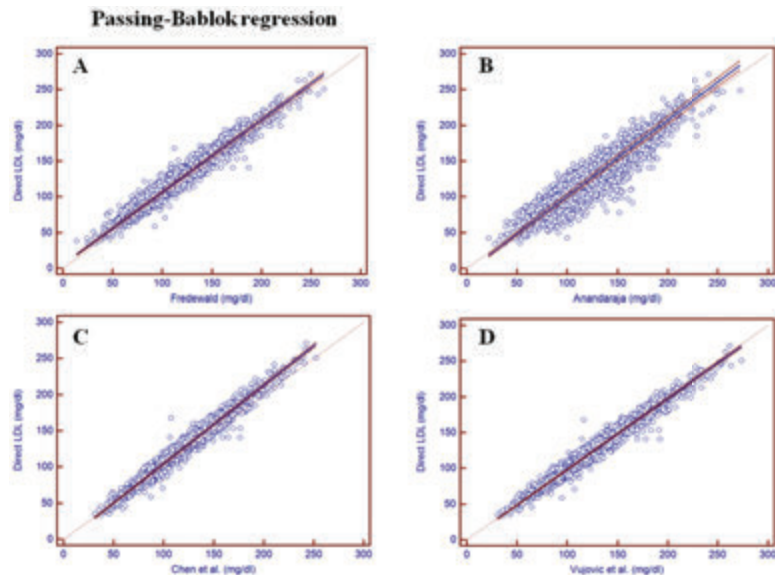 Passing-Bablok regression
A
300
250
200
150
100
50
0
Direct LDL (mg/dl)
0 50 100 150 200 250 300
Fredewald (mg/dl)
B
300
250
200
150
100
50
0
Direct LDL (mg/dl)
0 50 100 150 200 250 300
Anandaraja (mg/dl)
C
300
250
200
150
100
50
0
Direct LDL (mg/dl)
0 50 100 150 200 250 300
Chen et al. (mg/dl)
D
300
250
200
150
100
50
0
Direct LDL (mg/dl)
0 50 100 150 200 250 300
Vujovic et al. (mg/dl)